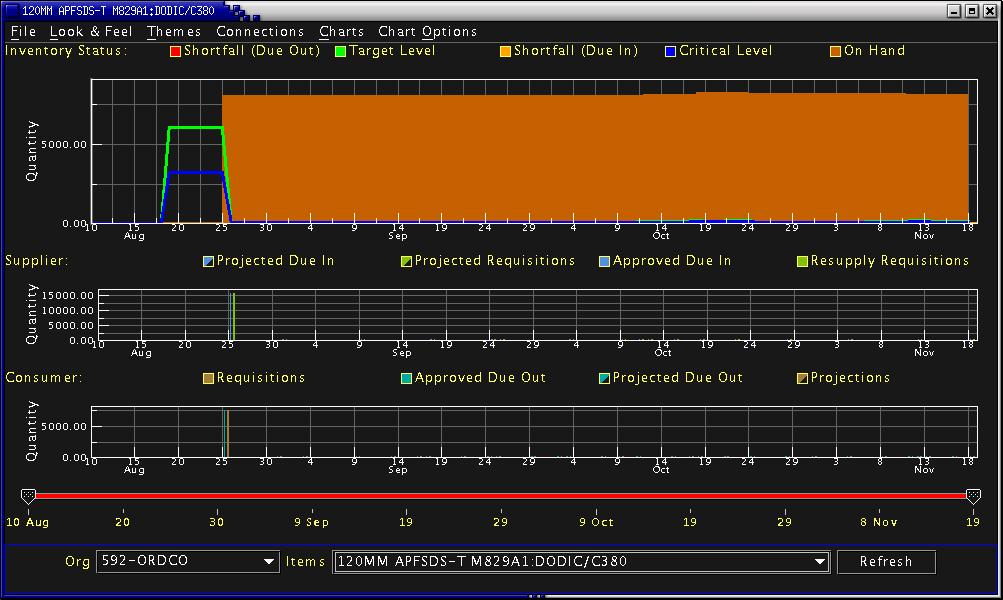 120MM APFSDS-T M829A1:DODIC/C380
File Look & Feel Themes Connections Charts Chart Options
Inventory Status: Shortfall (Due Out) Target Level Shortfall (Due In) Critical Level On Hand
Quantity
5000.00
0.00
10 15 20 25 30 4 9 14 19 24 29 4 9 14 19 24 29 3 8 13 18
Aug Sep Oct Nov
Supplier: Projected Due In Projected Requisitions Approved Due In Resupply Requisitions
Quantity
15000.00
10000.00
5000.00
0.00
10 15 20 25 30 4 9 14 19 24 29 4 9 14 19 24 29 3 8 13 18
Aug Sep Oct Nov
Consumer: Requisitions Approved Due Out Projected Due Out Projections
Quantity
5000.00
0.00
10 15 20 25 30 4 9 14 19 24 29 4 9 14 19 24 29 3 8 13 18
Aug Sep Oct Nov
10 Aug 20 30 9 Sep 19 29 9 Oct 19 29 8 Nov 19
Org 592-ORDCO Items 120MM APFSDS-T M829A1:DODIC/C380 Refresh